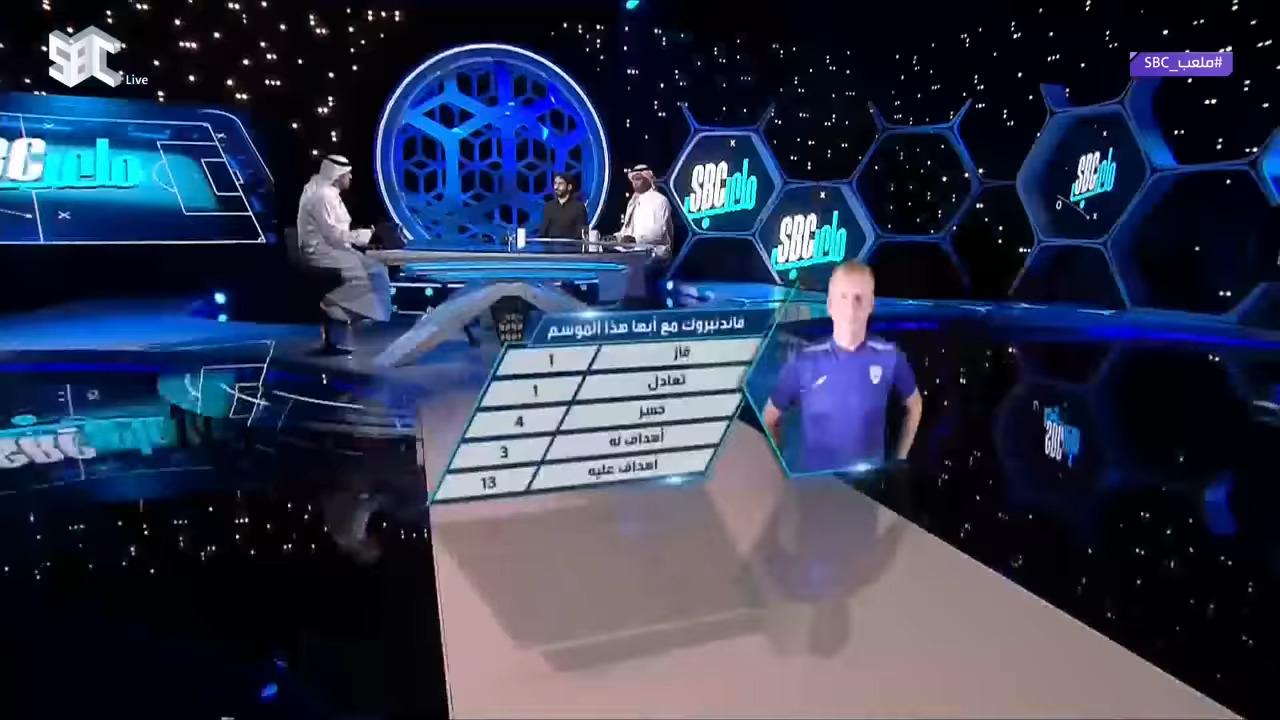 SBC
Live
#ملعب_SBC
ملعب SBC
ملعب SBC
ملعب SBC
ملعب SBC
فاندنبروك مع أبها هذا الموسم
فاز 1
تعادل 1
خسر 4
أهداف له 3
أهداف عليه 13